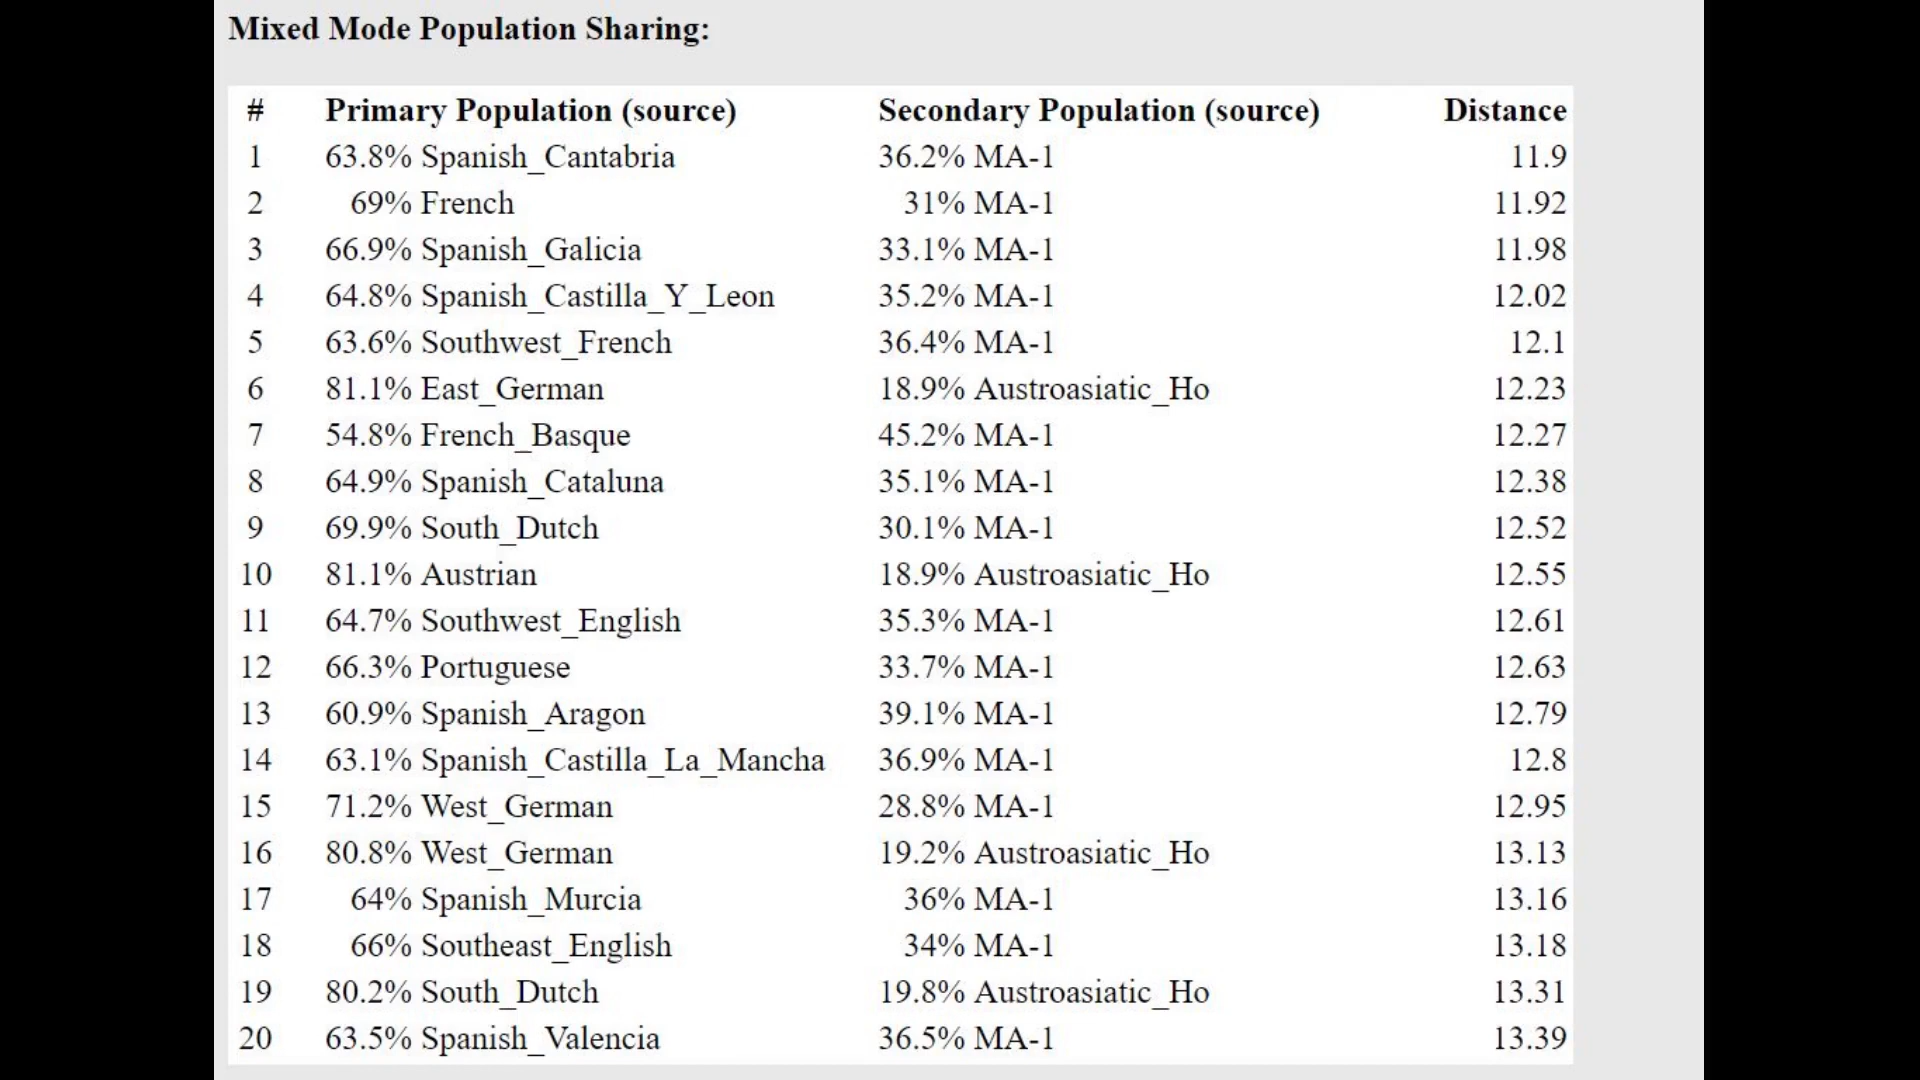 Mixed Mode Population Sharing:
# Primary Population (source) Secondary Population (source) Distance
1 63.8% Spanish_Cantabria 36.2% MA-1 11.9
2 69% French 31% MA-1 11.92
3 66.9% Spanish_Galicia 33.1% MA-1 11.98
4 64.8% Spanish_Castilla_Y_Leon 35.2% MA-1 12.02
5 63.6% Southwest_French 36.4% MA-1 12.1
6 81.1% East_German 18.9% Austroasiatic_Ho 12.23
7 54.8% French_Basque 45.2% MA-1 12.27
8 64.9% Spanish_Cataluna 35.1% MA-1 12.38
9 69.9% South_Dutch 30.1% MA-1 12.52
10 81.1% Austrian 18.9% Austroasiatic_Ho 12.55
11 64.7% Southwest_English 35.3% MA-1 12.61
12 66.3% Portuguese 33.7% MA-1 12.63
13 60.9% Spanish_Aragon 39.1% MA-1 12.79
14 63.1% Spanish_Castilla_La_Mancha 36.9% MA-1 12.8
15 71.2% West_German 28.8% MA-1 12.95
16 80.8% West_German 19.2% Austroasiatic_Ho 13.13
17 64% Spanish_Murcia 36% MA-1 13.16
18 66% Southeast_English 34% MA-1 13.18
19 80.2% South_Dutch 19.8% Austroasiatic_Ho 13.31
20 63.5% Spanish_Valencia 36.5% MA-1 13.39